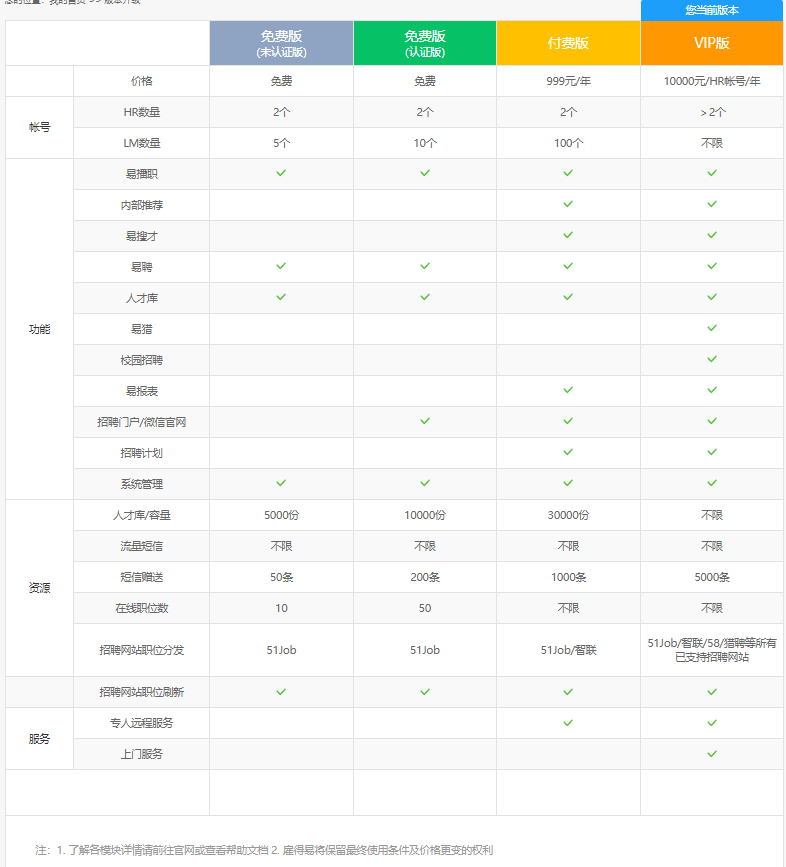 您的位置：我的首页 >> 版本升级
您当前版本
免费版 免费版 付费版 VIP版
(未认证版) (认证版)
价格 免费 免费 999元/年 10000元/HR帐号/年
帐号
HR数量 2个 2个 2个 > 2个
LM数量 5个 10个 100个 不限
功能
易播职
内部推荐
易搜才
易聘
人才库
易猎
校园招聘
易报表
招聘门户/微信官网
招聘计划
系统管理
资源
人才库/容量 5000份 10000份 30000份 不限
流量短信 不限 不限 不限 不限
短信赠送 50条 200条 1000条 5000条
在线职位数 10 50 不限 不限
招聘网站职位分发 51Job 51Job 51Job/智联 51Job/智联/58/猎聘等所有
已支持招聘网站
招聘网站职位刷新
服务
专人远程服务
上门服务
注：1. 了解各模块详情请前往官网或查看帮助文档 2. 雇得易将保留最终使用条件及价格更变的权利